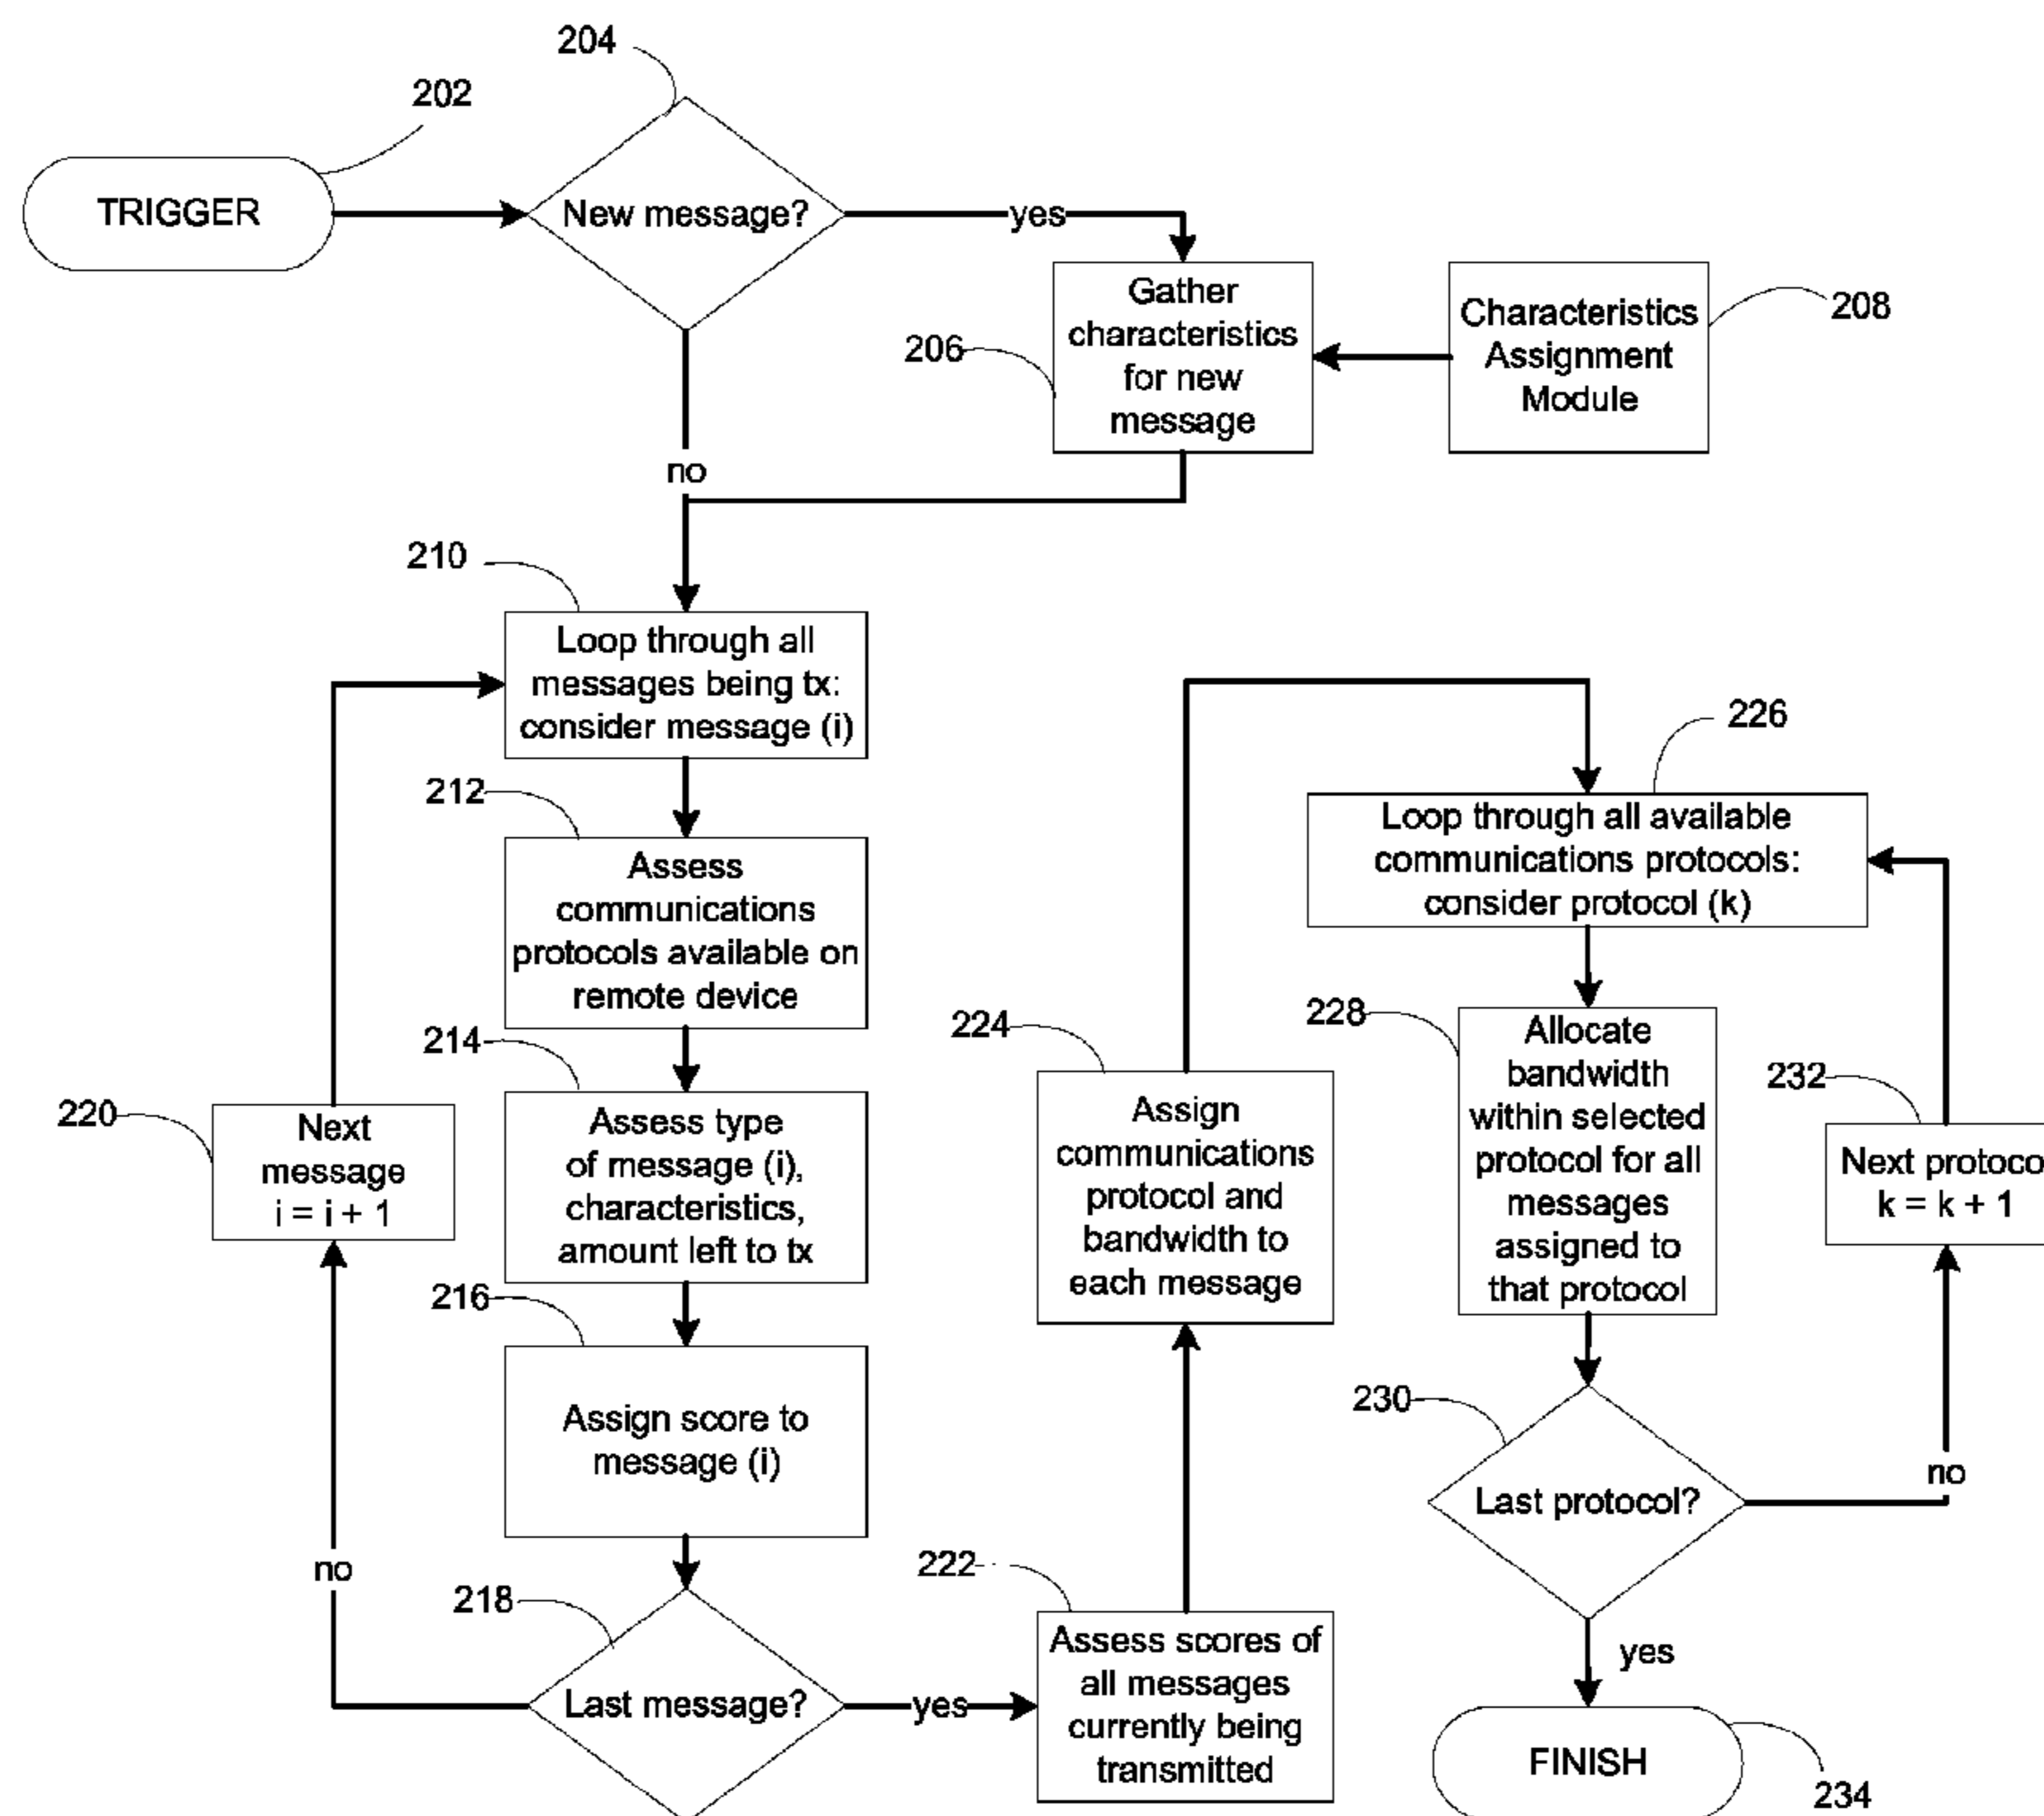 204
202
TRIGGER
New message?
yes
Gather
characteristics
for new
message
206
Characteristics
Assignment
Module
208
no
210
Loop through all
messages being tx:
consider message (i)
212
Assess
communications
protocols available on
remote device
214
Assess type
of message (i),
characteristics,
amount left to tx
216
Assign score to
message (i)
218
Last message?
no
220
Next
message
i = i + 1
yes
222
Assess scores of
all messages
currently being
transmitted
224
Assign
communications
protocol and
bandwidth to
each message
226
Loop through all available
communications protocols:
consider protocol (k)
228
Allocate
bandwidth
within selected
protocol for all
messages
assigned to
that protocol
230
Last protocol?
no
232
Next protoco
k = k + 1
yes
FINISH
234